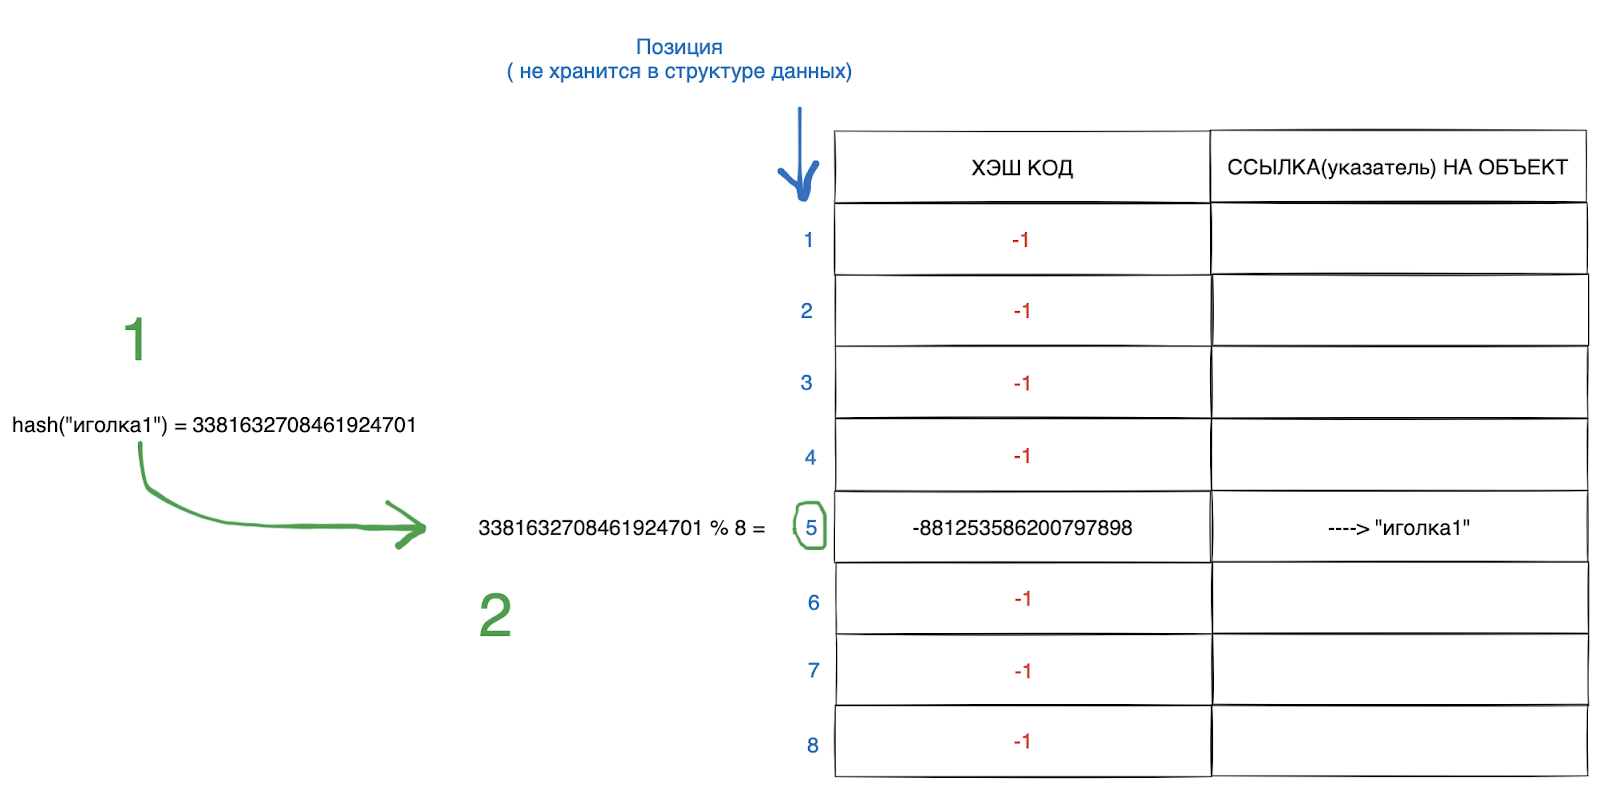 Позиция
( не хранится в структуре данных)
ХЭШ КОД
ССЫЛКА(указатель) НА ОБЪЕКТ
1
-1
2
-1
1
3
-1
hash("иголка1") = 3381632708461924701
4
-1
3381632708461924701 % 8 =
5
-881253586200797898
----> "иголка1"
2
6
-1
7
-1
8
-1